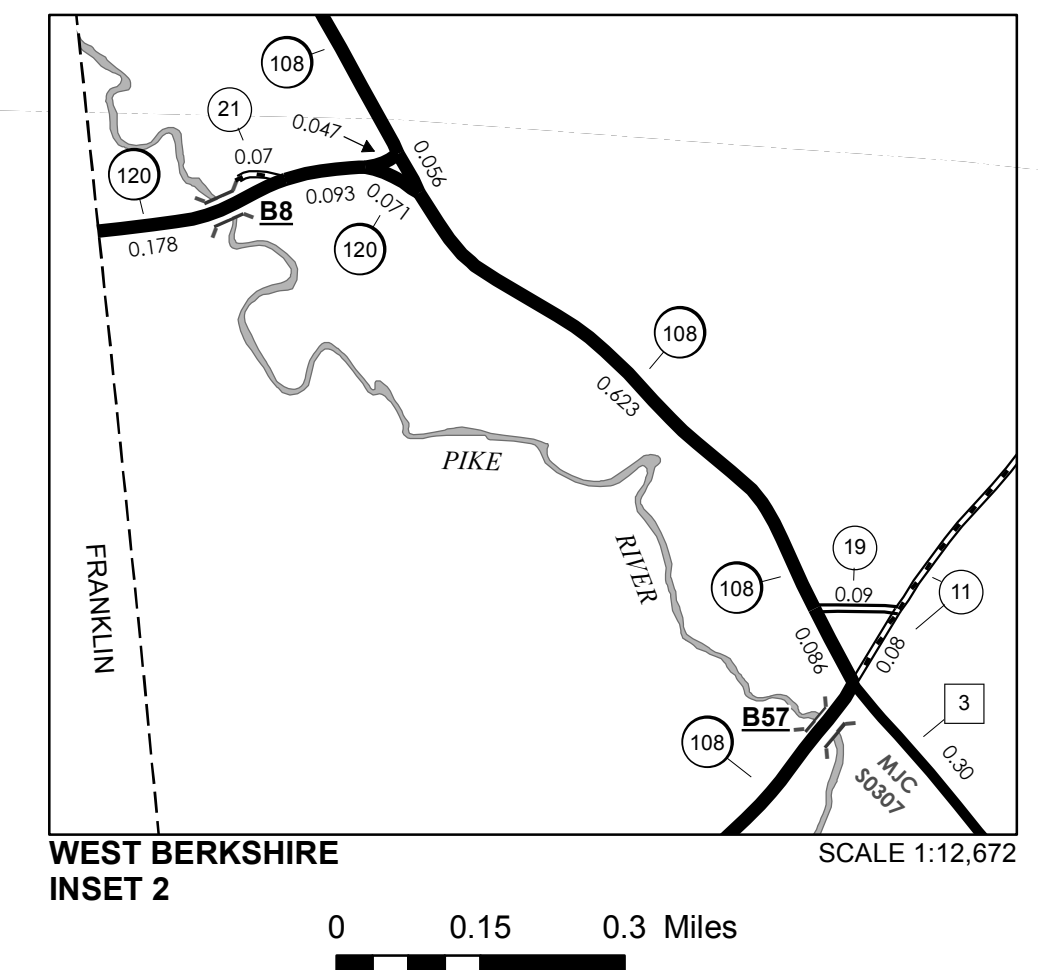 108
21
0.047
0.056
0.07
120
0.093
0.071
B8
120
0.178
108
0.623
PIKE
RIVER
FRANKLIN
19
108
0.09
11
0.086
0.08
3
B57
108
MJC
S0307
0.30
WEST BERKSHIRE
INSET 2
SCALE 1:12,672
0 0.15 0.3 Miles